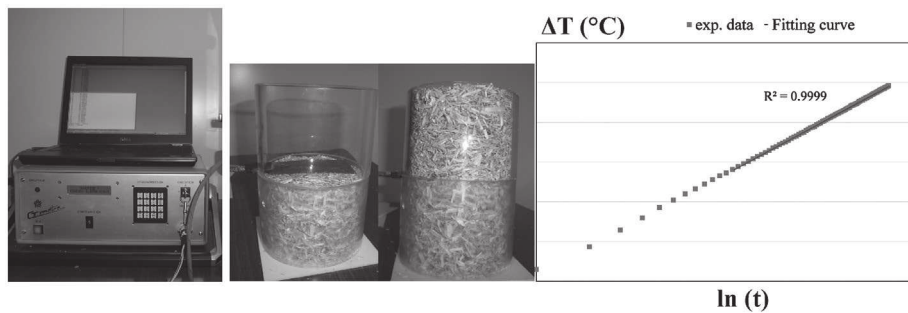 ΔT (°C)
▪ exp. data - Fitting curve
R² = 0.9999
ln (t)